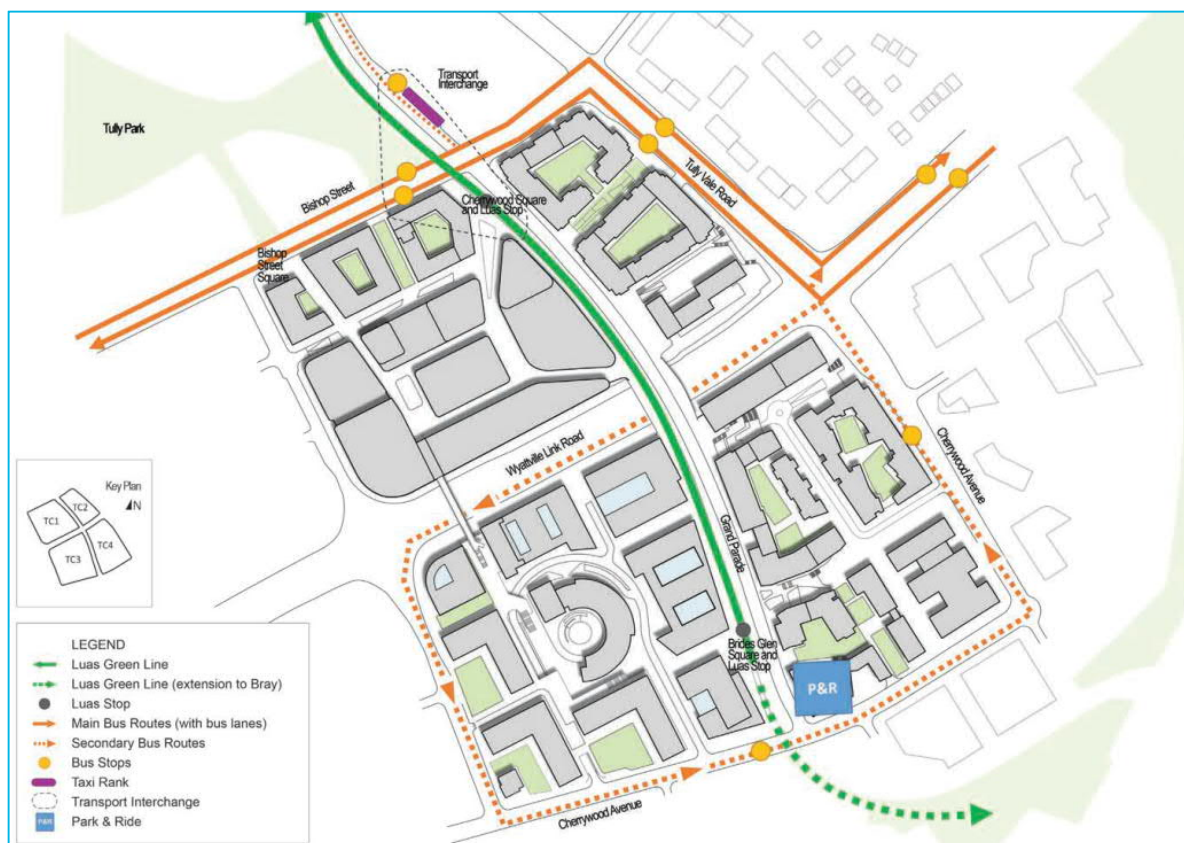 Transport
Interchange
Tully Park
Bishop Street
Tully Vale Road
Cherrywood Square
and Luas Stop
Bishop
Street
Square
Wyattville Link Road
Cherrywood Avenue
Grand Parade
Key Plan
N
TC1
TC2
TC3
TC4
Brides Glen
Square and
Luas Stop
P&R
Cherrywood Avenue
LEGEND
Luas Green Line
Luas Green Line (extension to Bray)
Luas Stop
Main Bus Routes (with bus lanes)
Secondary Bus Routes
Bus Stops
Taxi Rank
Transport Interchange
P&R Park & Ride